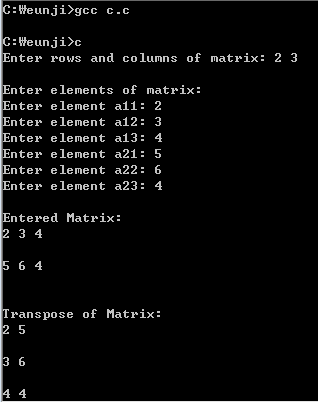 C:₩eunji>gcc c.c
C:₩eunji>c
Enter rows and columns of matrix: 2 3
Enter elements of matrix:
Enter element a11: 2
Enter element a12: 3
Enter element a13: 4
Enter element a21: 5
Enter element a22: 6
Enter element a23: 4
Entered Matrix:
2 3 4
5 6 4
Transpose of Matrix:
2 5
3 6
4 4